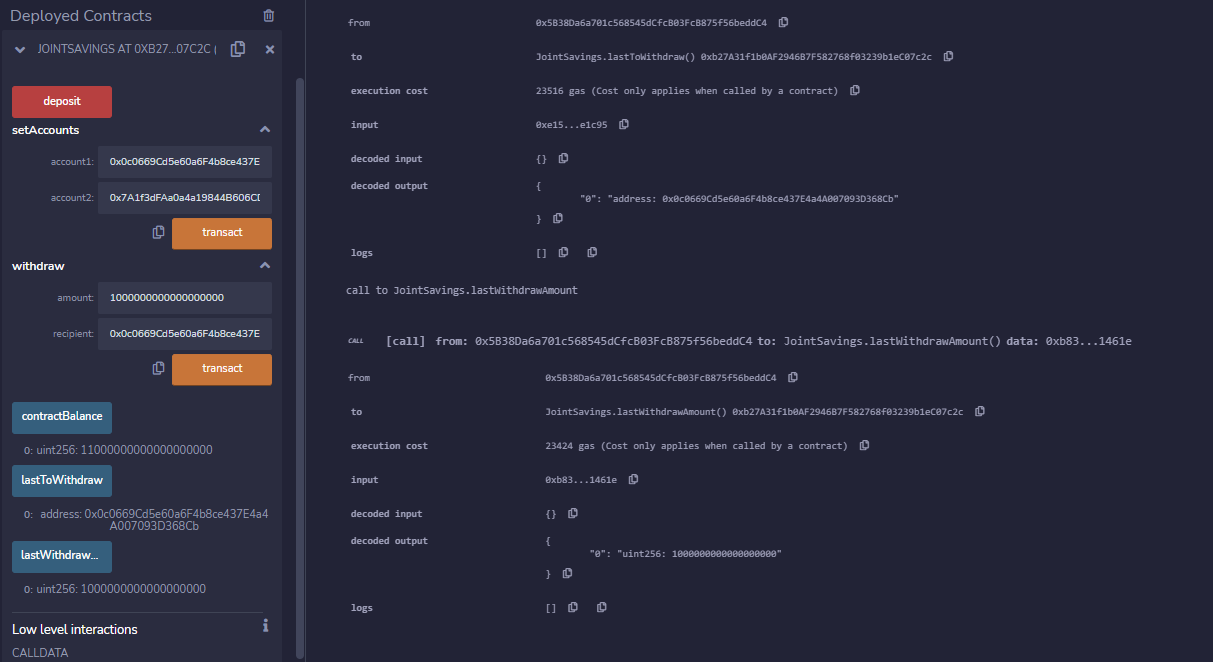 Deployed Contracts
JOINTSAVINGS AT 0XB27...07C2C (
deposit
setAccounts
account1: 0x0c0669Cd5e60a6F4b8ce437E
account2: 0x7A1f3dFAa0a4a19844B606CD
transact
withdraw
amount: 1000000000000000000
recipient: 0x0c0669Cd5e60a6F4b8ce437E
transact
contractBalance
0: uint256: 11000000000000000000
lastToWithdraw
0: address: 0x0c0669Cd5e60a6F4b8ce437E4a4
A007093D368Cb
lastWithdraw...
0: uint256: 1000000000000000000
Low level interactions
CALLDATA
from 0x5B38Da6a701c568545dCfcB03FcB875f56beddC4
to JointSavings.lastToWithdraw() 0xb27A31f1b0AF2946B7F582768f03239b1eC07c2c
execution cost 23516 gas (Cost only applies when called by a contract)
input 0xe15...e1c95
decoded input {}
decoded output {
"0": "address: 0x0c0669Cd5e60a6F4b8ce437E4a4A007093D368Cb"
}
logs []
call to JointSavings.lastWithdrawAmount
CALL [call] from: 0x5B38Da6a701c568545dCfcB03FcB875f56beddC4 to: JointSavings.lastWithdrawAmount() data: 0xb83...1461e
from 0x5B38Da6a701c568545dCfcB03FcB875f56beddC4
to JointSavings.lastWithdrawAmount() 0xb27A31f1b0AF2946B7F582768f03239b1eC07c2c
execution cost 23424 gas (Cost only applies when called by a contract)
input 0xb83...1461e
decoded input {}
decoded output {
"0": "uint256: 1000000000000000000"
}
logs []